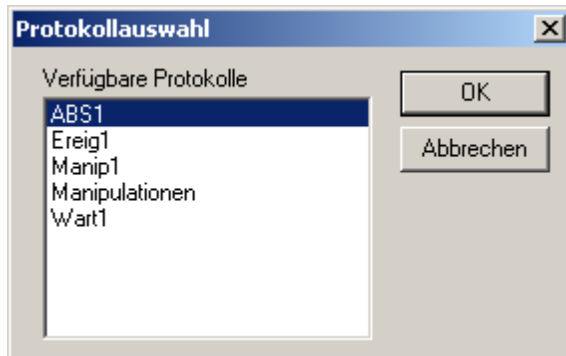 Protokollauswahl
Verfügbare Protokolle
ABS1
Ereig1
Manip1
Manipulationen
Wart1
OK
Abbrechen